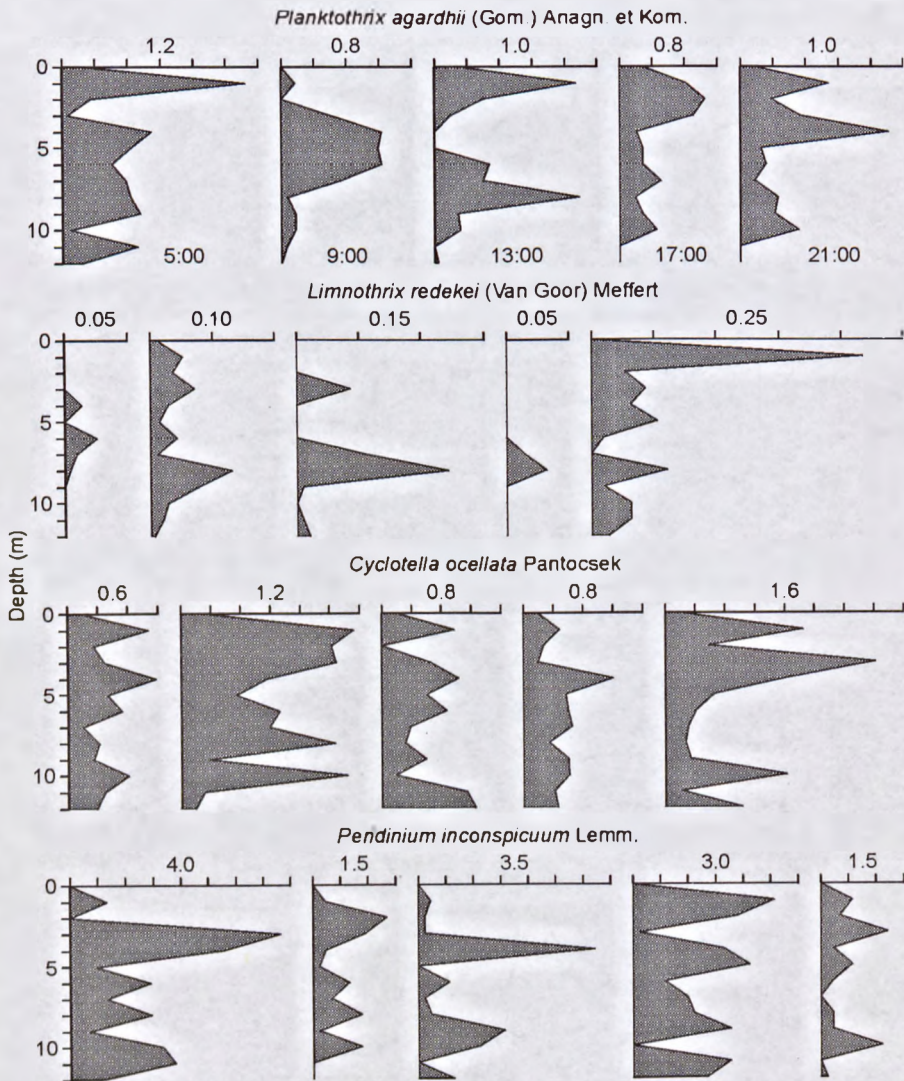 Planktothrix agardhii (Gom.) Anagn. et Kom.
1.2 0.8 1.0 0.8 1.0
0
5
10
5:00 9:00 13:00 17:00 21:00
Limnothrix redekei (Van Goor) Meffert
0.05 0.10 0.15 0.05 0.25
0
5
10
Depth (m)
Cyclotella ocellata Pantocsek
0.6 1.2 0.8 0.8 1.6
0
5
10
Pendinium inconspicuum Lemm.
4.0 1.5 3.5 3.0 1.5
0
5
10